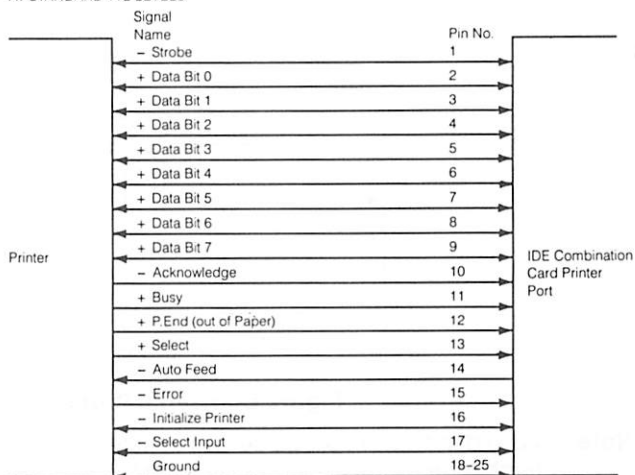 Signal
Name Pin No.
– Strobe 1
+ Data Bit 0 2
+ Data Bit 1 3
+ Data Bit 2 4
+ Data Bit 3 5
+ Data Bit 4 6
+ Data Bit 5 7
+ Data Bit 6 8
+ Data Bit 7 9
Printer
IDE Combination
Card Printer
Port
– Acknowledge 10
+ Busy 11
+ P.End (out of Paper) 12
+ Select 13
– Auto Feed 14
– Error 15
– Initialize Printer 16
– Select Input 17
Ground 18–25